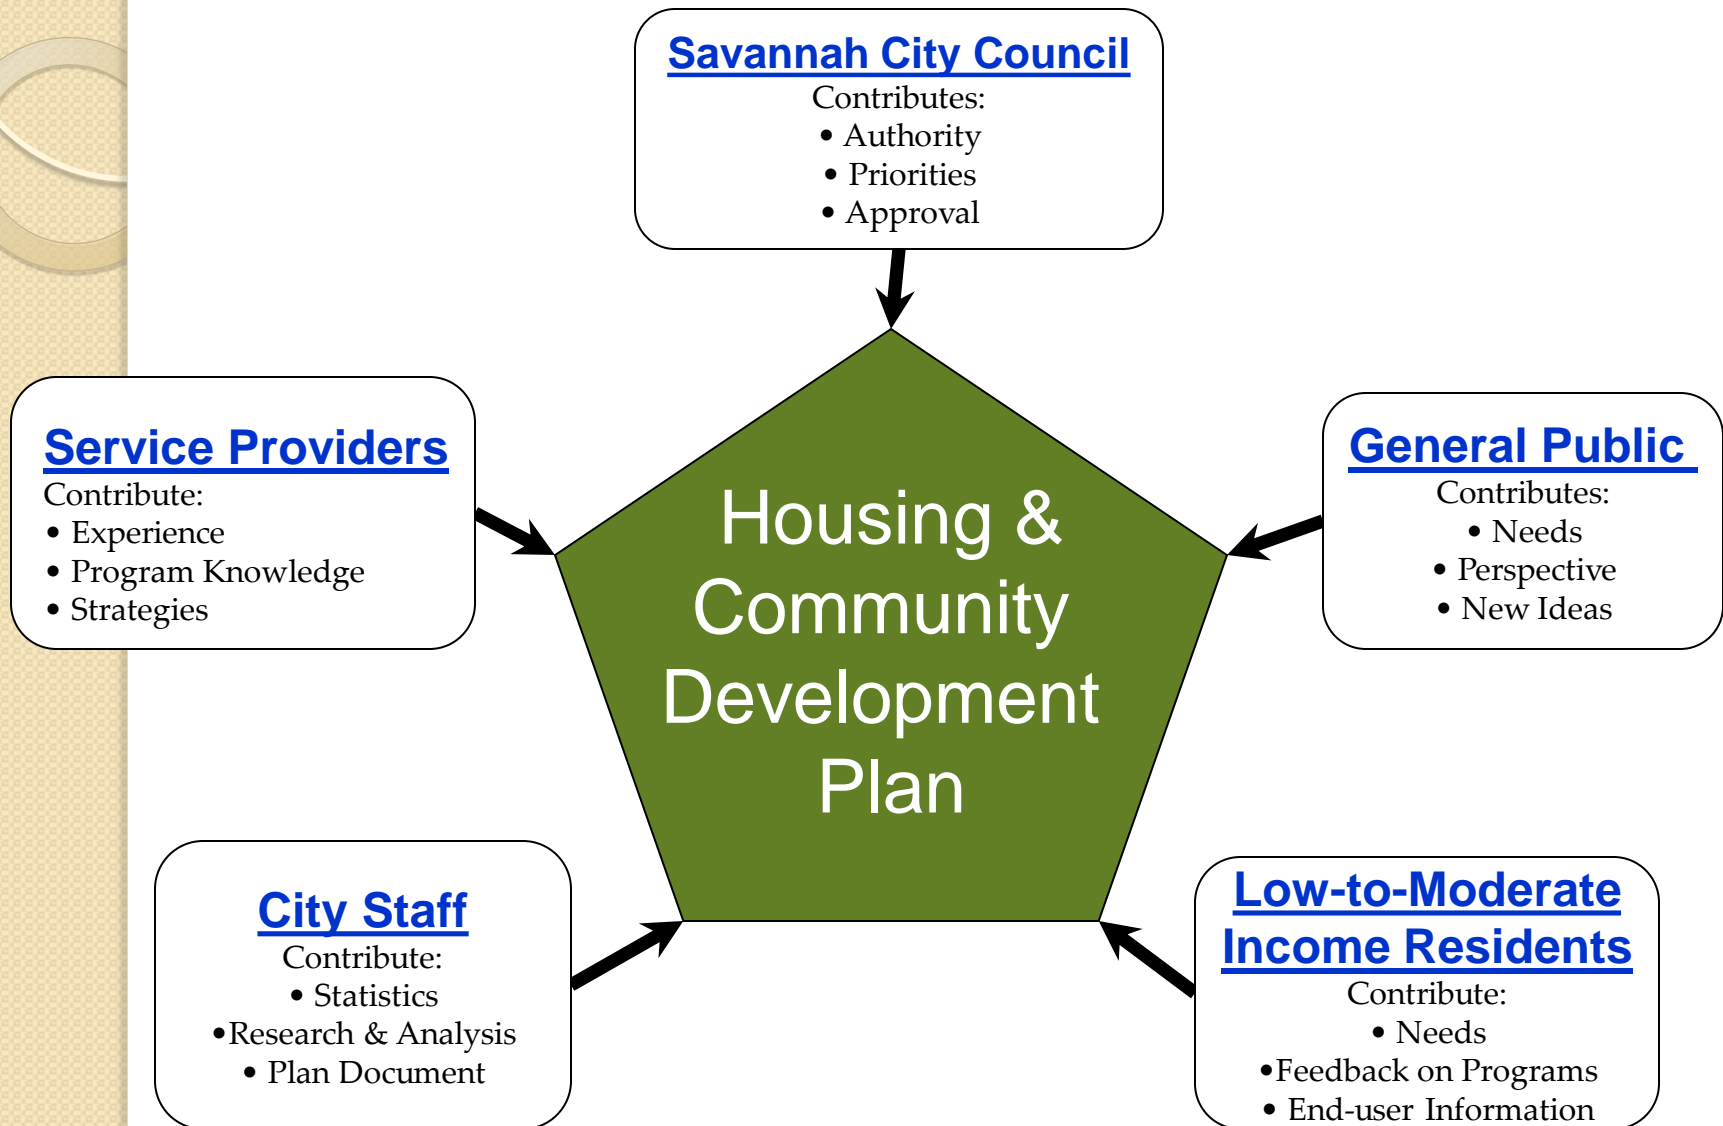 Savannah City Council
Contributes:
• Authority
• Priorities
• Approval
Service Providers
Contribute:
• Experience
• Program Knowledge
• Strategies
Housing &
Community
Development
Plan
General Public
Contributes:
• Needs
• Perspective
• New Ideas
City Staff
Contribute:
• Statistics
•Research & Analysis
• Plan Document
Low-to-Moderate
Income Residents
Contribute:
• Needs
•Feedback on Programs
• End-user Information